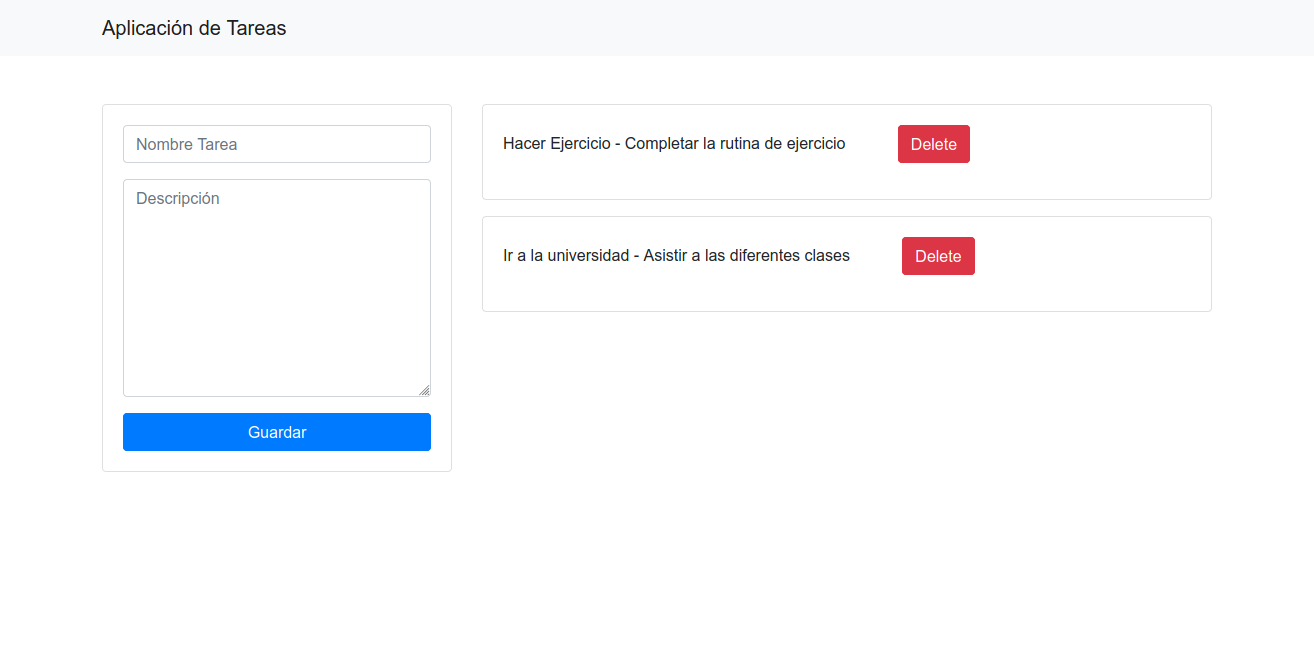 Aplicación de Tareas
Nombre Tarea
Descripción
Guardar
Hacer Ejercicio - Completar la rutina de ejercicio
Delete
Ir a la universidad - Asistir a las diferentes clases
Delete